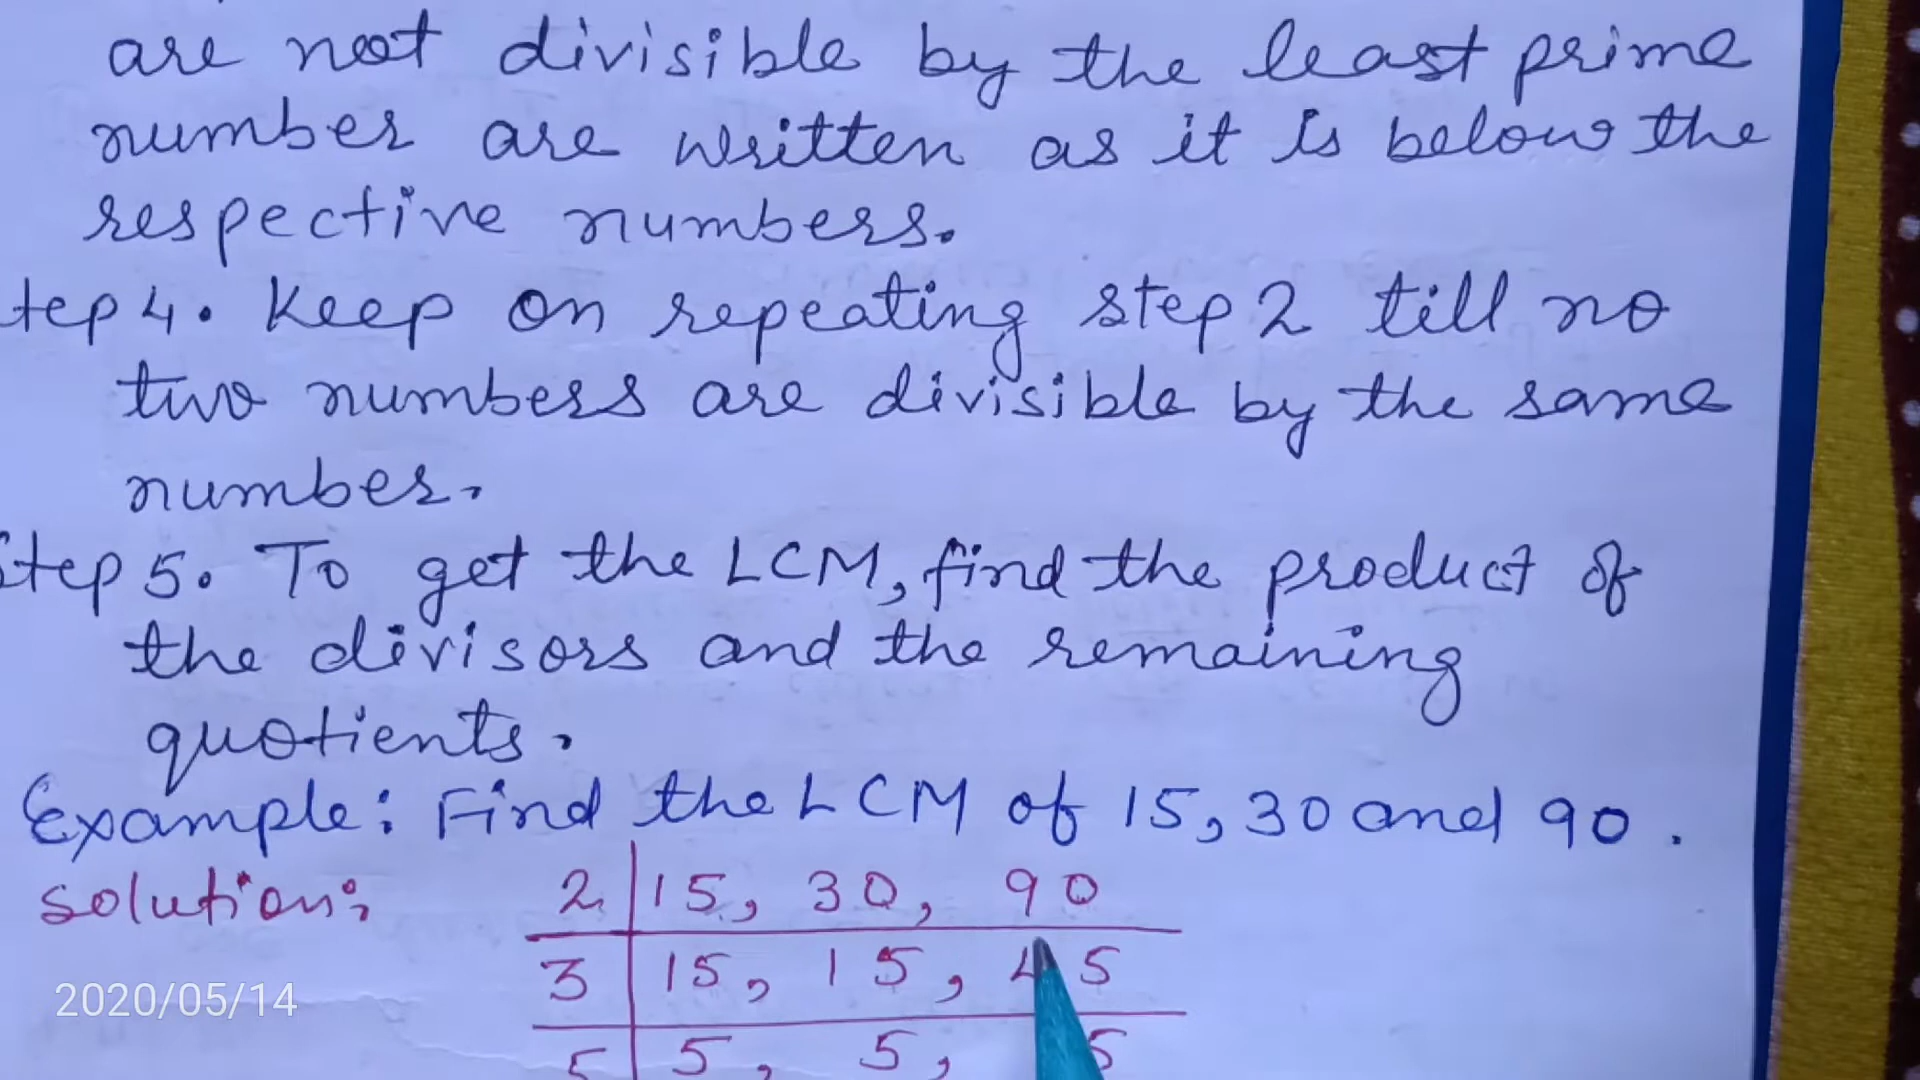 are not divisible by the least prime
number are written as it is below the
respective numbers.
tep 4. Keep on repeating step 2 till no
two numbers are divisible by the same
number.
Step 5. To get the LCM, find the product of
the divisors and the remaining
quotients.
Example: Find the LCM of 15, 30 and 90.
solution: 2 | 15, 30, 90
3 | 15, 15, 45
5 | 5, 5, 5
2020/05/14